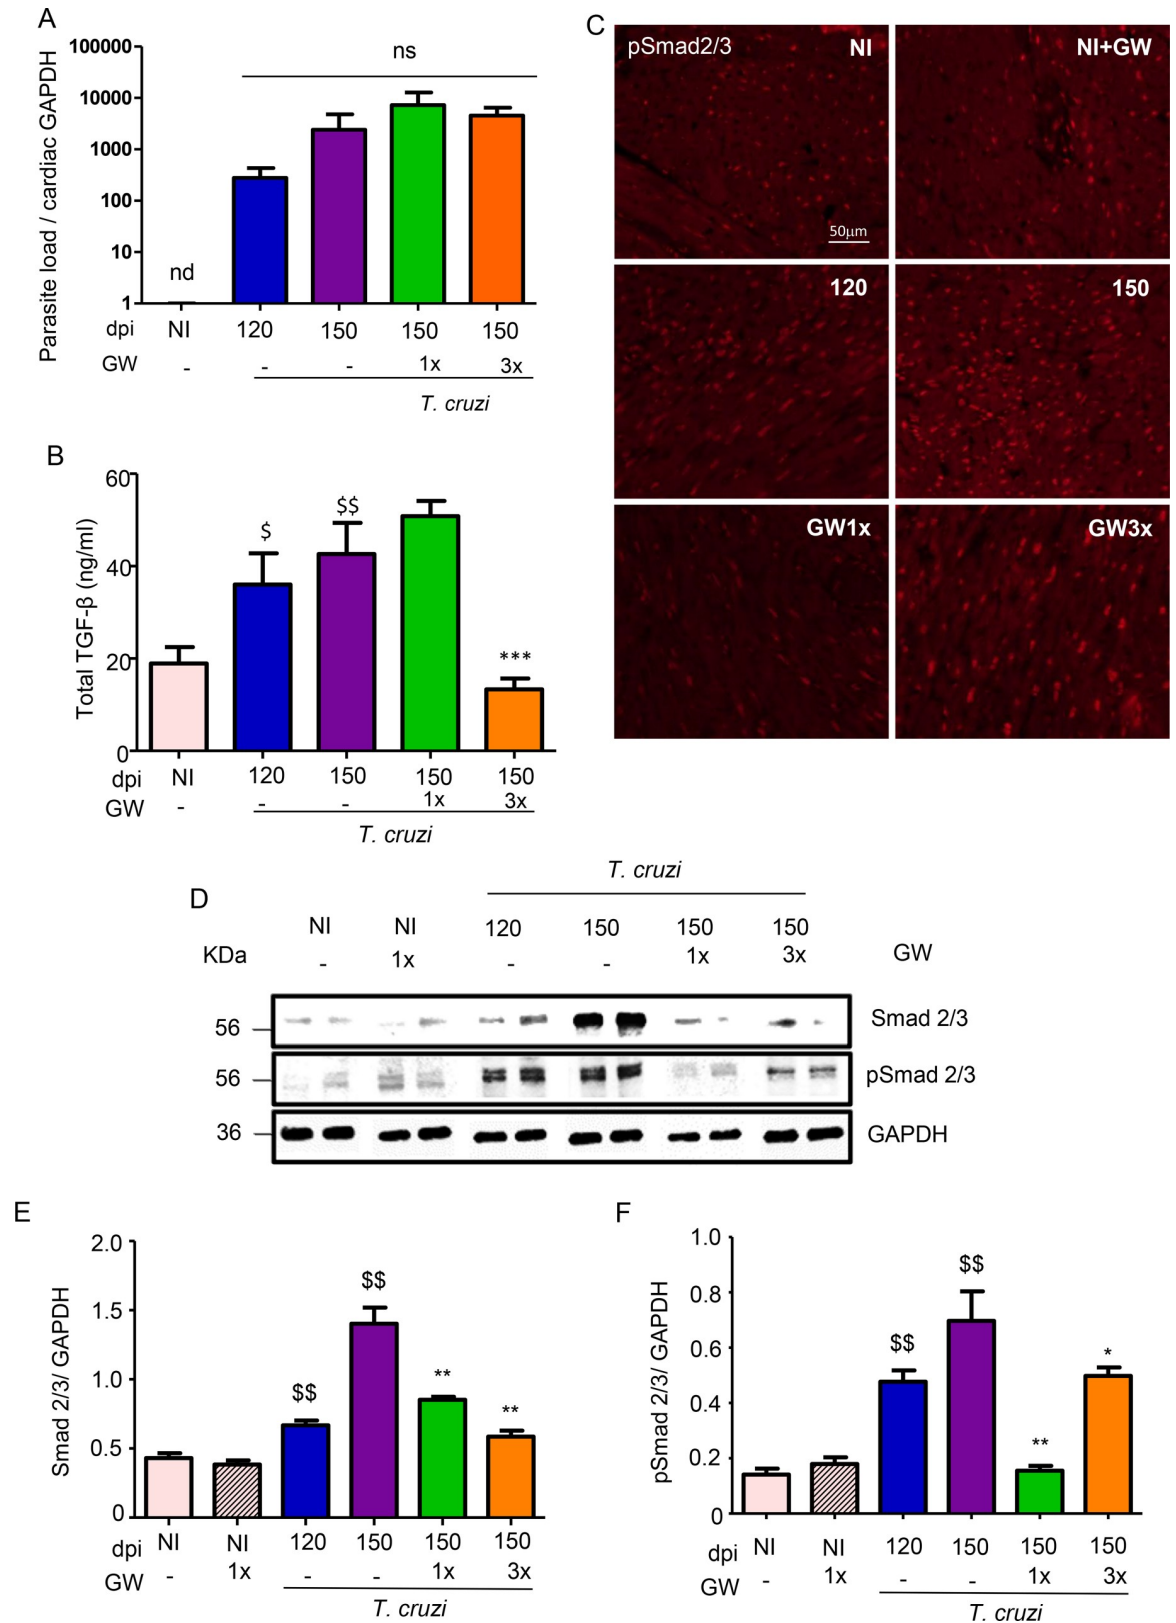 A
Parasite load / cardiac GAPDH
100000
10000
1000
100
10
1
ns
nd
dpi NI 120 150 150 150
GW - - - 1x 3x
T. cruzi
B
Total TGF-β (ng/ml)
60
40
20
0
$ $$ ***
dpi NI 120 150 150 150
GW - - - 1x 3x
T. cruzi
C
pSmad2/3 NI
50µm
NI+GW
120
150
GW1x
GW3x
D
T. cruzi
NI NI 120 150 150 150
KDa - 1x - - 1x 3x GW
56 Smad 2/3
56 pSmad 2/3
36 GAPDH
E
Smad 2/3/ GAPDH
2.0
1.5
1.0
0.5
0
$$ $$ ** **
dpi NI NI 120 150 150 150
GW - 1x - - 1x 3x
T. cruzi
F
pSmad 2/3/ GAPDH
1.0
0.8
0.6
0.4
0.2
0
$$ $$ ** *
dpi NI NI 120 150 150 150
GW - 1x - - 1x 3x
T. cruzi